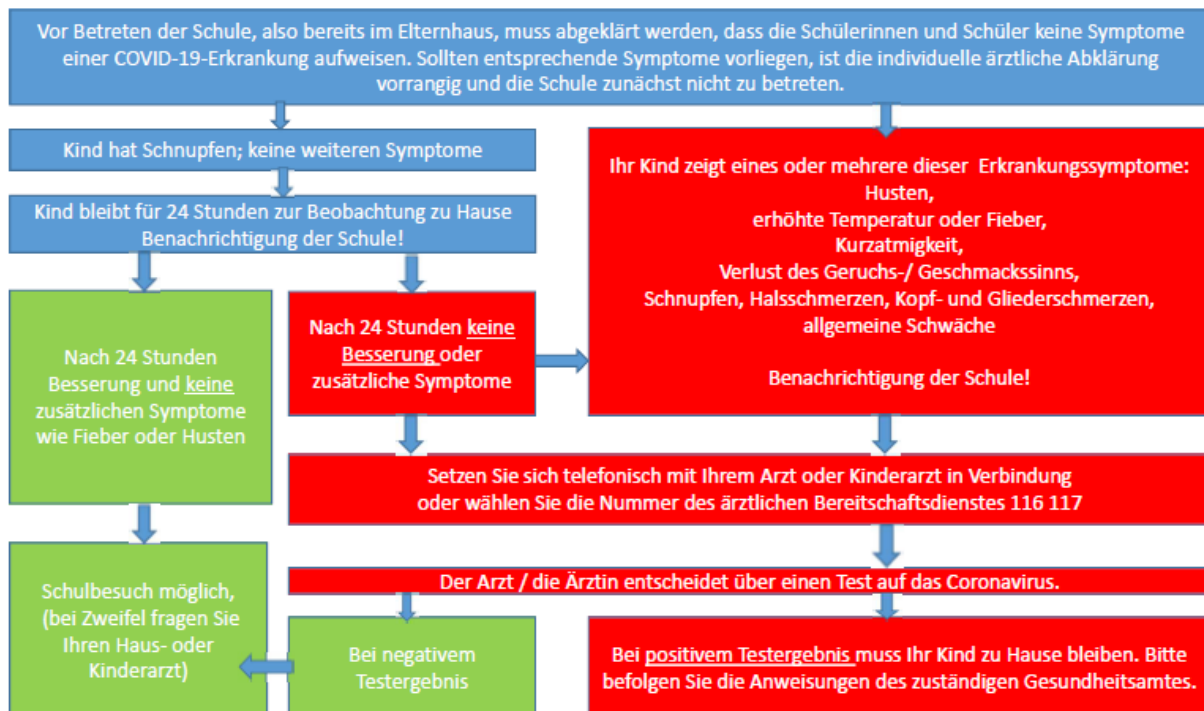 Vor Betreten der Schule, also bereits im Elternhaus, muss abgeklärt werden, dass die Schülerinnen und Schüler keine Symptome
einer COVID-19-Erkrankung aufweisen. Sollten entsprechende Symptome vorliegen, ist die individuelle ärztliche Abklärung
vorrangig und die Schule zunächst nicht zu betreten.
Kind hat Schnupfen; keine weiteren Symptome
Kind bleibt für 24 Stunden zur Beobachtung zu Hause
Benachrichtigung der Schule!
Nach 24 Stunden
Besserung und keine
zusätzlichen Symptome
wie Fieber oder Husten
Nach 24 Stunden keine
Besserung oder
zusätzliche Symptome
Ihr Kind zeigt eines oder mehrere dieser Erkrankungssymptome:
Husten,
erhöhte Temperatur oder Fieber,
Kurzatmigkeit,
Verlust des Geruchs-/ Geschmackssinns,
Schnupfen, Halsschmerzen, Kopf- und Gliederschmerzen,
allgemeine Schwäche
Benachrichtigung der Schule!
Setzen Sie sich telefonisch mit Ihrem Arzt oder Kinderarzt in Verbindung
oder wählen Sie die Nummer des ärztlichen Bereitschaftsdienstes 116 117
Der Arzt / die Ärztin entscheidet über einen Test auf das Coronavirus.
Schulbesuch möglich,
(bei Zweifel fragen Sie
Ihren Haus- oder
Kinderarzt)
Bei negativem
Testergebnis
Bei positivem Testergebnis muss Ihr Kind zu Hause bleiben. Bitte
befolgen Sie die Anweisungen des zuständigen Gesundheitsamtes.